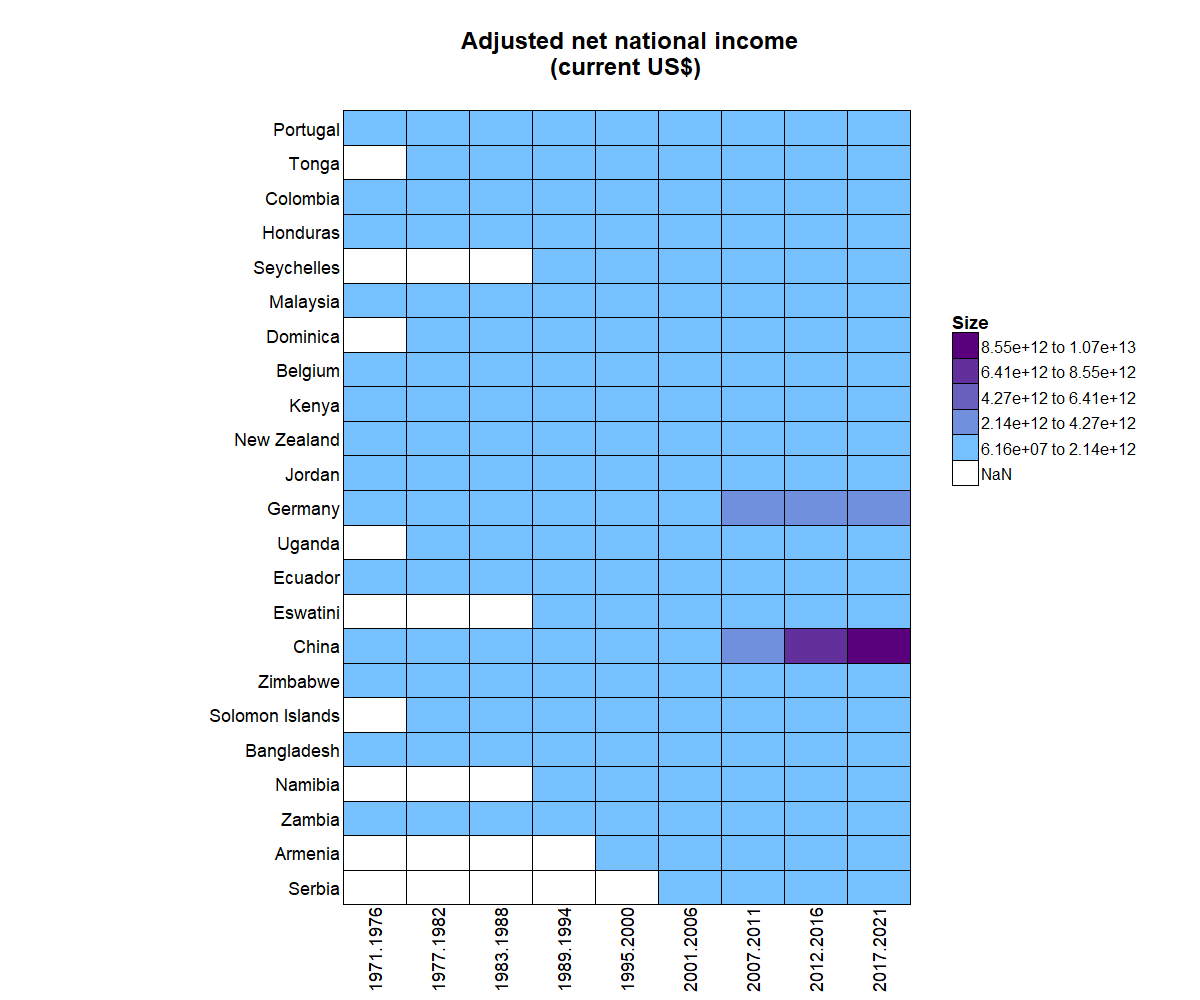 Adjusted net national income
(current US$)
Portugal
Tonga
Colombia
Honduras
Seychelles
Malaysia
Dominica
Belgium
Kenya
New Zealand
Jordan
Germany
Uganda
Ecuador
Eswatini
China
Zimbabwe
Solomon Islands
Bangladesh
Namibia
Zambia
Armenia
Serbia
1971.1976
1977.1982
1983.1988
1989.1994
1995.2000
2001.2006
2007.2011
2012.2016
2017.2021
Size
8.55e+12 to 1.07e+13
6.41e+12 to 8.55e+12
4.27e+12 to 6.41e+12
2.14e+12 to 4.27e+12
6.16e+07 to 2.14e+12
NaN